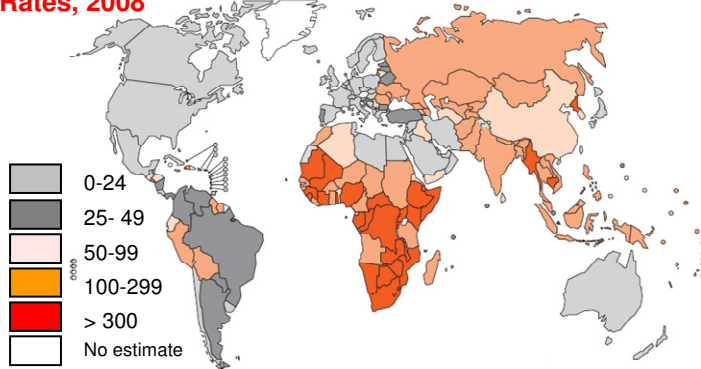 Rates, 2008
0-24
25- 49
50-99
100-299
> 300
No estimate